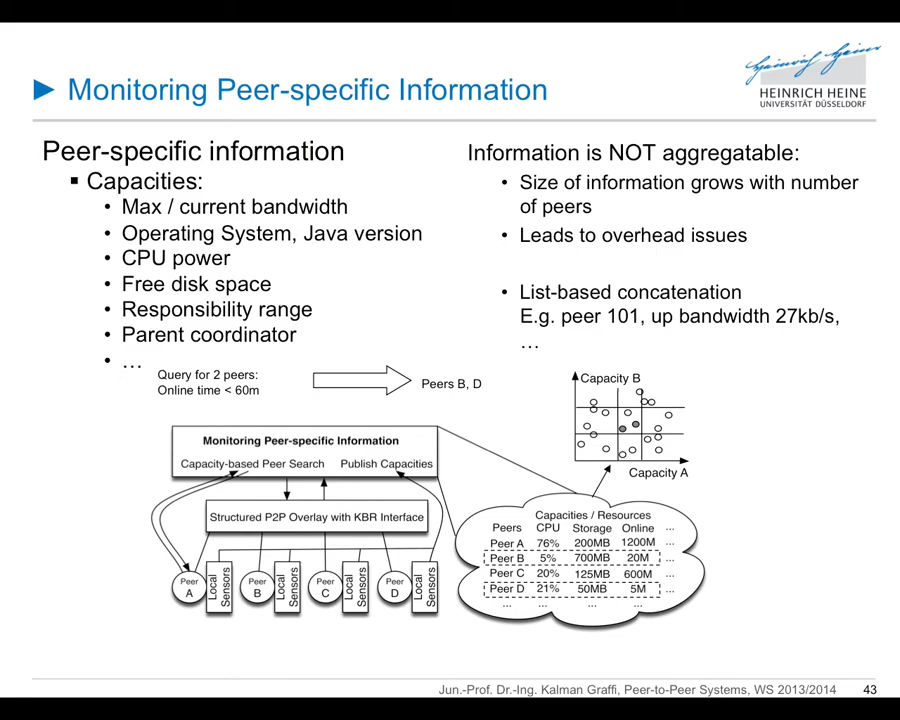 ► Monitoring Peer-specific Information
Heinrich Heine
HEINRICH HEINE
UNIVERSITÄT DÜSSELDORF
Peer-specific information
▪ Capacities:
• Max / current bandwidth
• Operating System, Java version
• CPU power
• Free disk space
• Responsibility range
• Parent coordinator
• …
Information is NOT aggregatable:
• Size of information grows with number
of peers
• Leads to overhead issues
• List-based concatenation
E.g. peer 101, up bandwidth 27kb/s,
…
Query for 2 peers:
Online time < 60m
Peers B, D
Capacity B
Capacity A
Monitoring Peer-specific Information
Capacity-based Peer Search Publish Capacities
Structured P2P Overlay with KBR Interface
Peer
A
Local
Sensors
Peer
B
Local
Sensors
Peer
C
Local
Sensors
Peer
D
Local
Sensors
Capacities / Resources
Peers CPU Storage Online ...
Peer A 76% 200MB 1200M ...
Peer B 5% 700MB 20M ...
Peer C 20% 125MB 600M ...
Peer D 21% 50MB 5M ...
... ... ... ...
Jun.-Prof. Dr.-Ing. Kalman Graffi, Peer-to-Peer Systems, WS 2013/2014 43